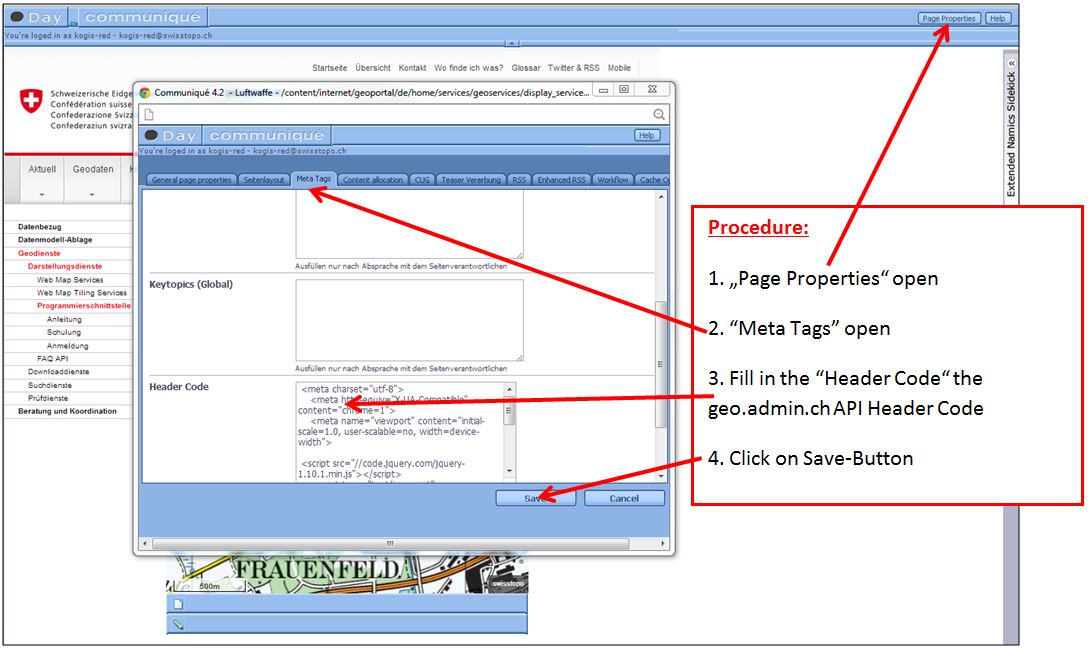 Day communiqué
Page Properties Help
You're loged in as kogis-red - kogis-red@swisstopo.ch
Startseite Übersicht Kontakt Wo finde ich was? Glossar Twitter & RSS Mobile
Schweizerische Eidge
Confédération suisse
Confederazione Svizz
Confederaziun svizra
Aktuell Geodaten
Datenbezug
Datenmodell-Ablage
Geodienste
Darstellungsdienste
Web Map Services
Web Map Tiling Services
Programmierschnittstelle
Anleitung
Schulung
Anmeldung
FAQ API
Downloaddienste
Suchdienste
Prüfdienste
Beratung und Koordination
Communiqué 4.2 - Luftwaffe - /content/internet/geoportal/de/home/services/geoservices/display_service...
Day communiqué
Help
You're loged in as kogis-red - kogis-red@swisstopo.ch
General page properties Seitenlayout Meta Tags Content allocation CUG Teaser Vererbung RSS Enhanced RSS Workflow Cache Op
Ausfüllen nur nach Absprache mit dem Seitenverantwortlichen
Keytopics (Global)
Ausfüllen nur nach Absprache mit dem Seitenverantwortlichen
Header Code
<meta charset="utf-8">
<meta http-equiv="X-UA-Compatible"
content="chrome=1">
<meta name="viewport" content="initial-
scale=1.0, user-scalable=no, width=device-
width">
<script src="//code.jquery.com/jquery-
1.10.1.min.js"></script>
Save Cancel
FRAUENFELD
500m
swisstopo
Extended Namics Sidekick «
Procedure:
1. „Page Properties“ open
2. “Meta Tags” open
3. Fill in the “Header Code“ the
geo.admin.ch API Header Code
4. Click on Save-Button